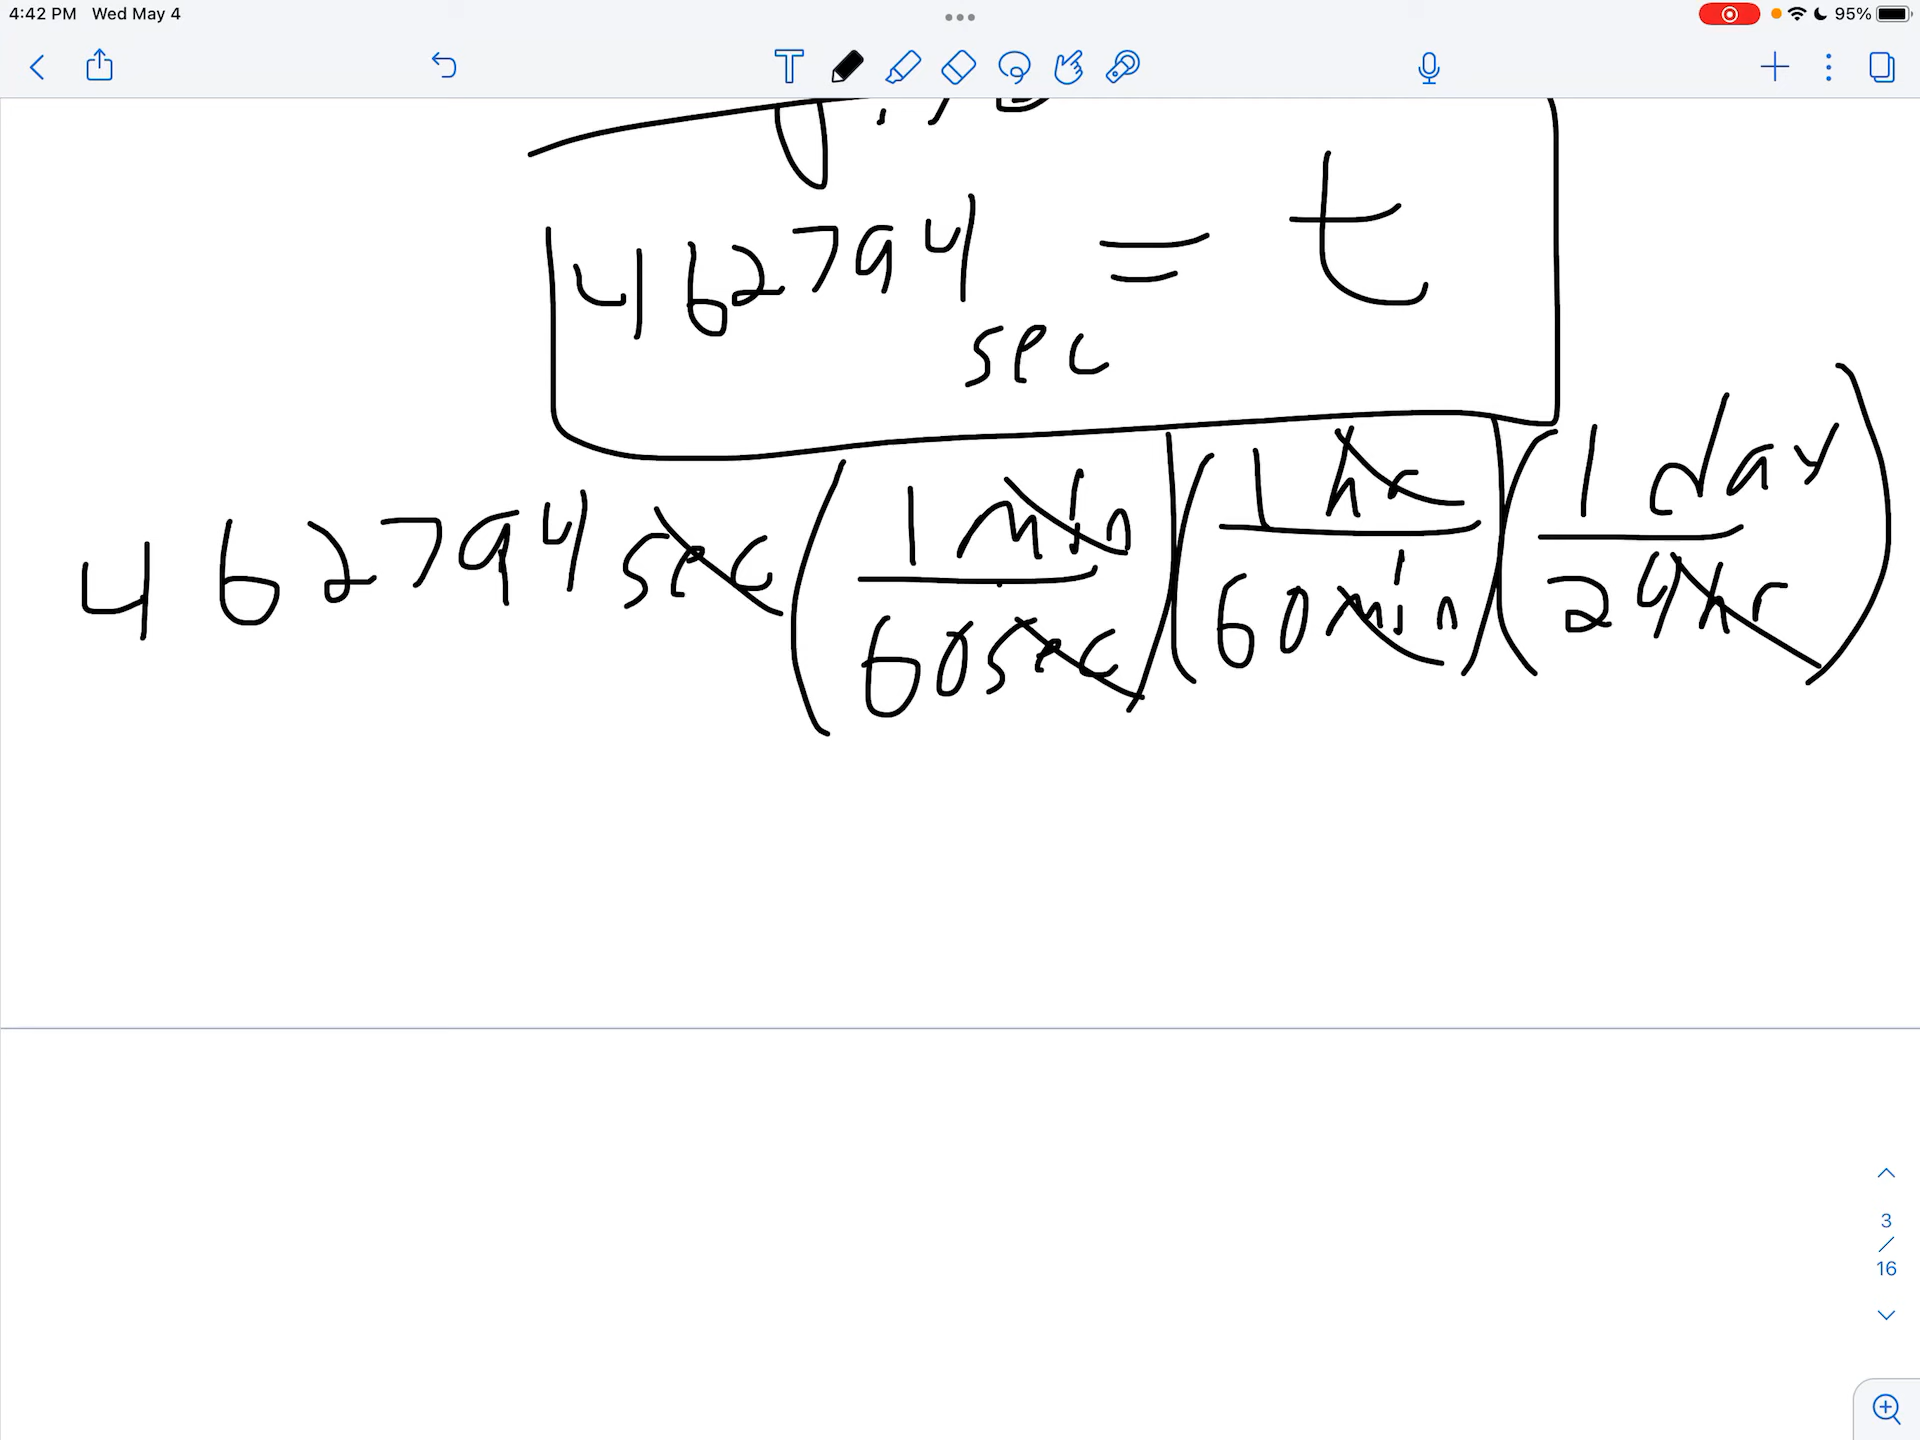 4:42 PM Wed May 4 95%
T
462794 = t
sec
462794 sec (1 min / 60 sec) (1 hr / 60 min) (1 day / 24 hr)
3
/
16